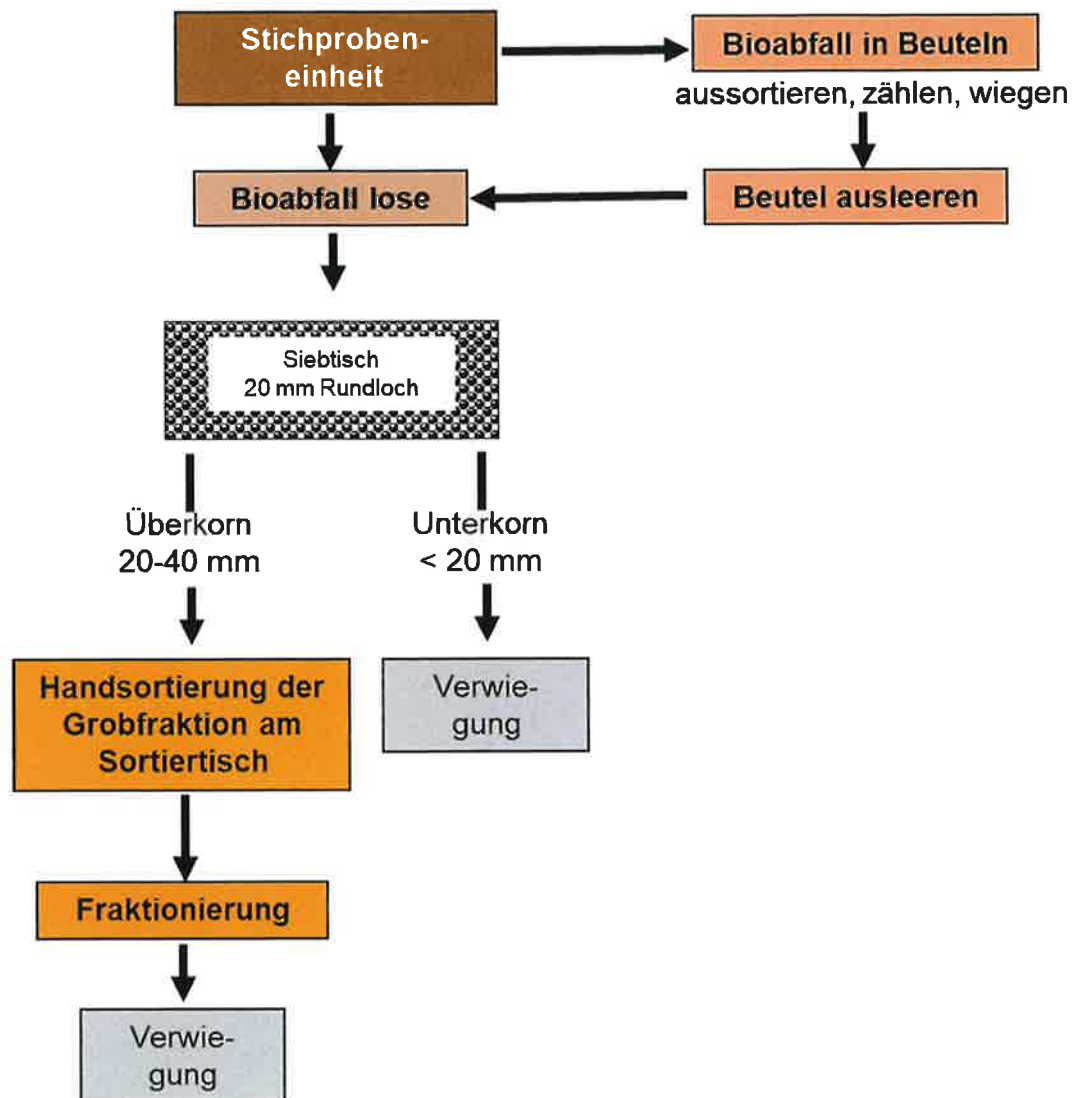 Stichproben-
einheit
Bioabfall in Beuteln
aussortieren, zählen, wiegen
Bioabfall lose
Beutel ausleeren
Siebtisch
20 mm Rundloch
Überkorn
20-40 mm
Unterkorn
< 20 mm
Handsortierung der
Grobfraktion am
Sortiertisch
Verwie-
gung
Fraktionierung
Verwie-
gung